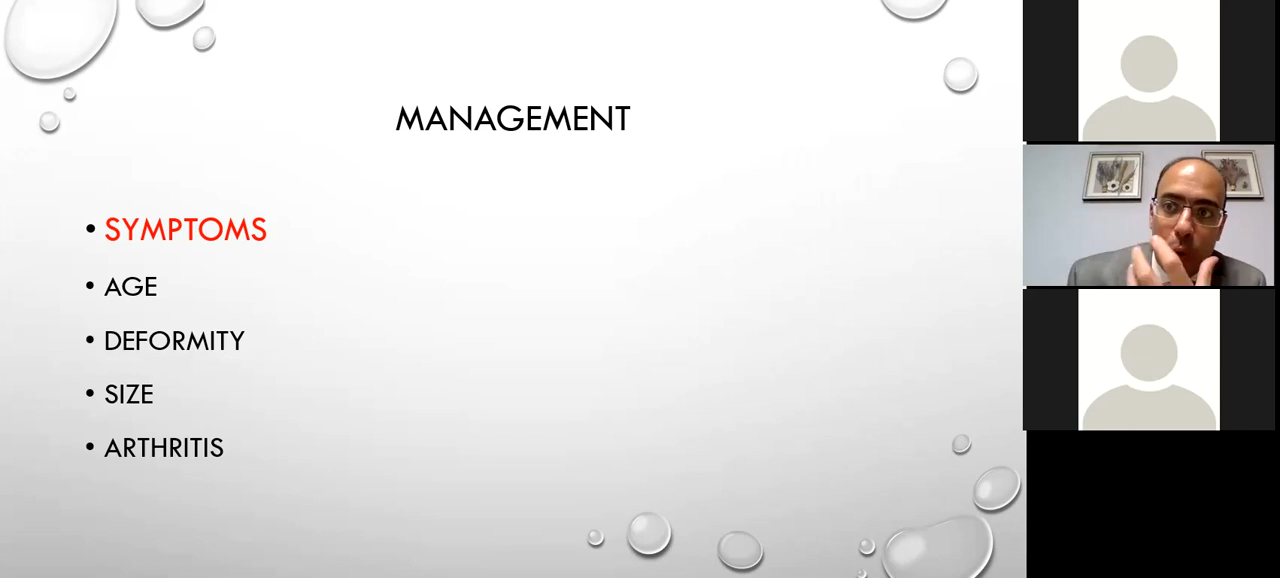 MANAGEMENT
• SYMPTOMS
• AGE
• DEFORMITY
• SIZE
• ARTHRITIS